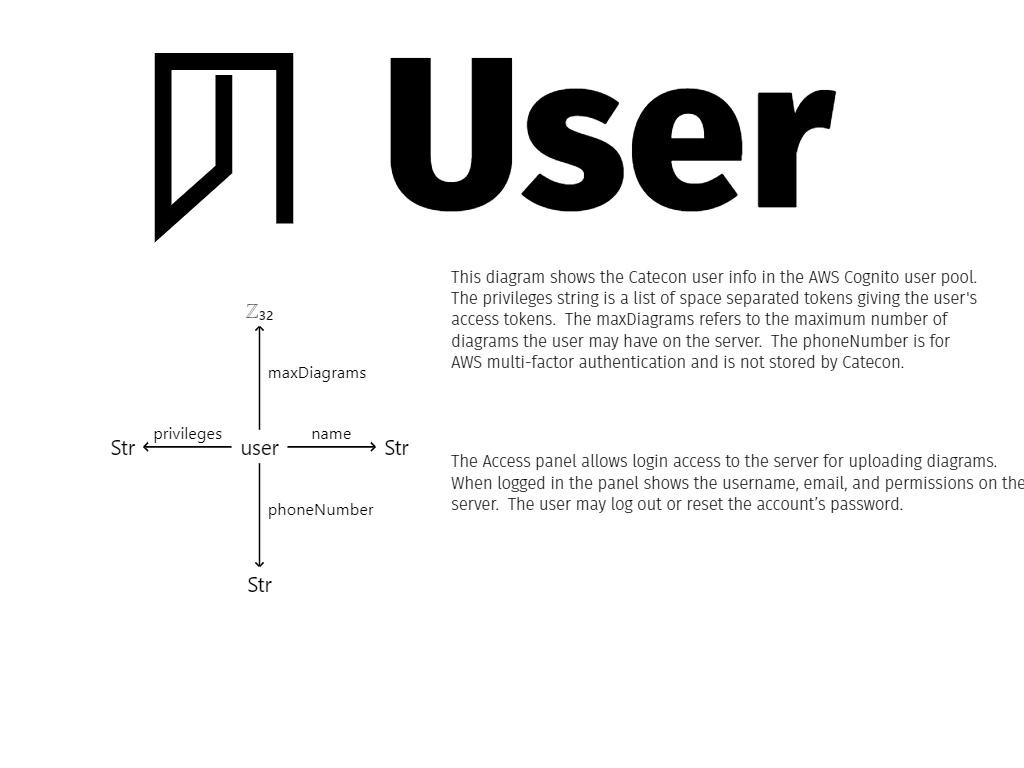 User
This diagram shows the Catecon user info in the AWS Cognito user pool.
The privileges string is a list of space separated tokens giving the user's
access tokens.  The maxDiagrams refers to the maximum number of
diagrams the user may have on the server.  The phoneNumber is for
AWS multi-factor authentication and is not stored by Catecon.
ℤ₃₂
maxDiagrams
privileges
name
Str
user
Str
phoneNumber
Str
The Access panel allows login access to the server for uploading diagrams.
When logged in the panel shows the username, email, and permissions on the
server.  The user may log out or reset the account’s password.